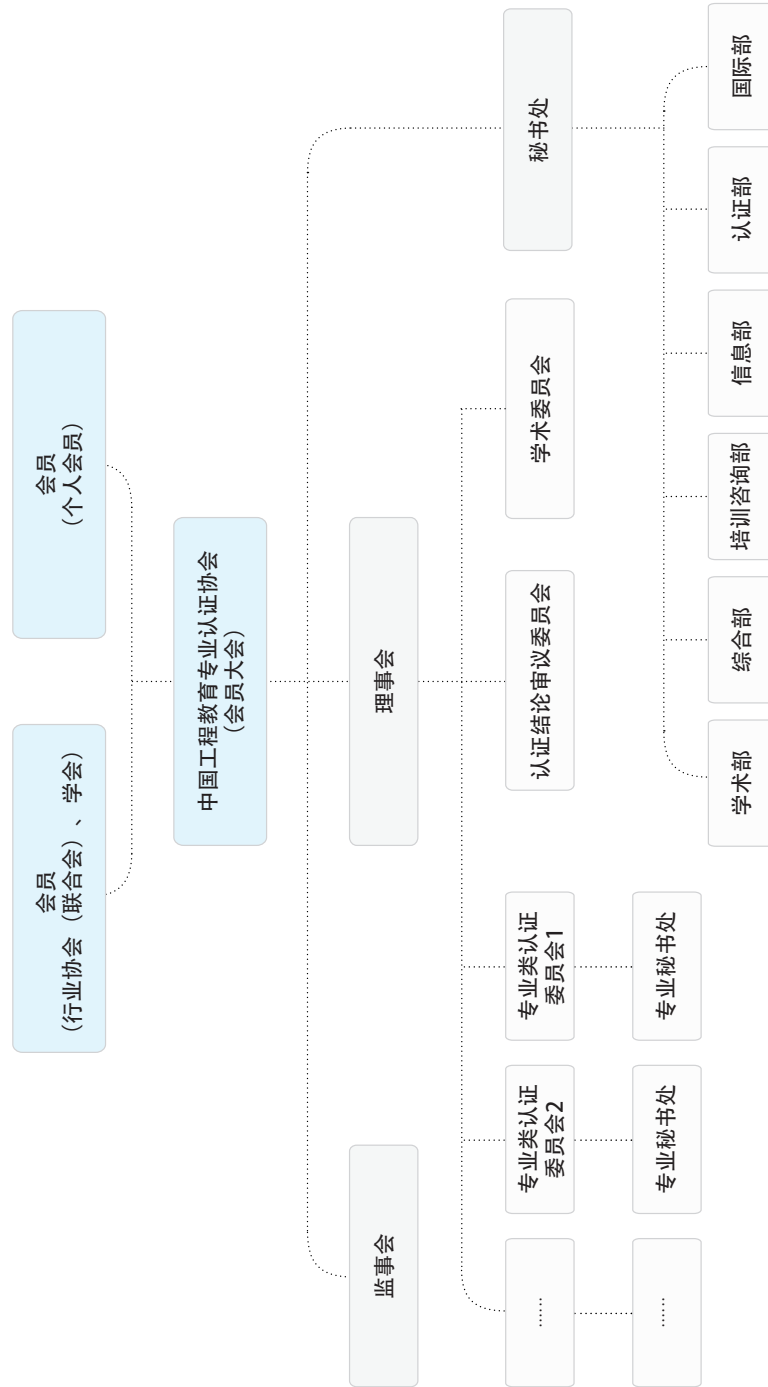 会员
（行业协会（联合会）、学会）
会员
（个人会员）
中国工程教育专业认证协会
（会员大会）
监事会
理事会
秘书处
……
专业类认证
委员会2
专业类认证
委员会1
认证结论审议委员会
学术委员会
……
专业秘书处
专业秘书处
学术部
综合部
培训咨询部
信息部
认证部
国际部